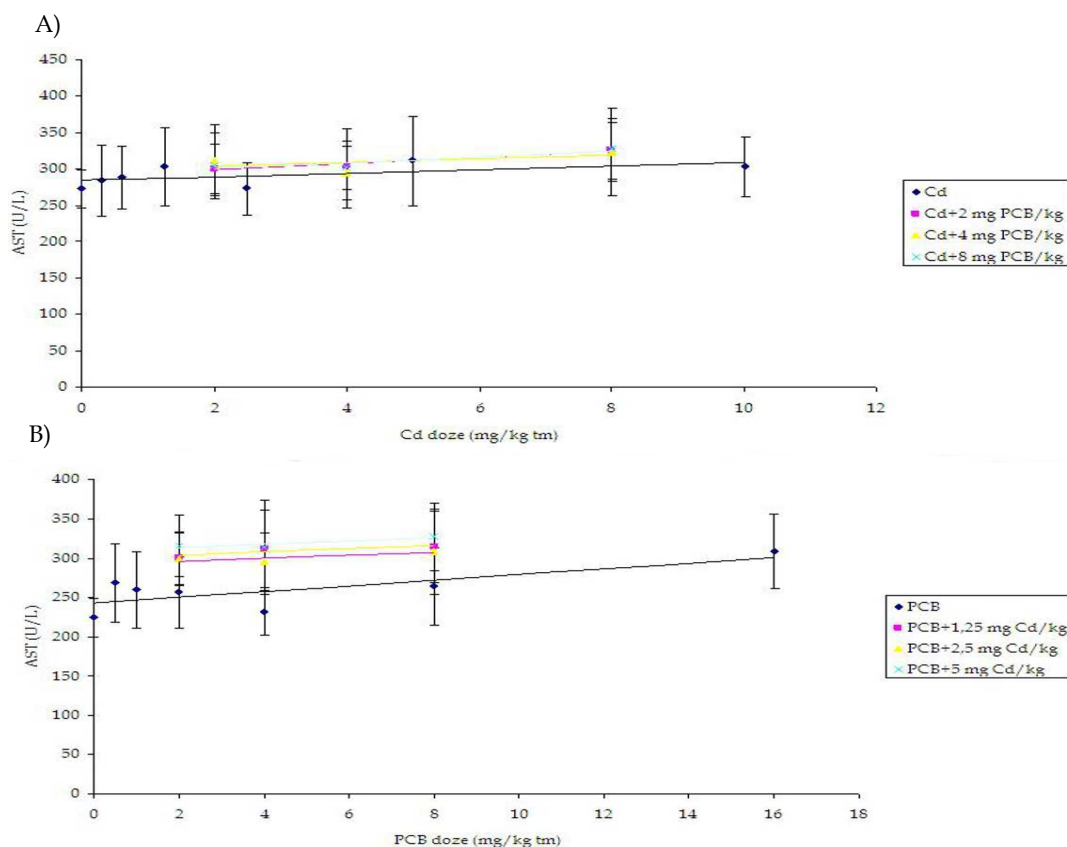 A)
450
400
350
300
250
200
150
100
50
0
AST (U/L)
0 2 4 6 8 10 12
Cd doze (mg/kg tm)
Cd
Cd+2 mg PCB/kg
Cd+4 mg PCB/kg
Cd+8 mg PCB/kg
B)
400
350
300
250
200
150
100
50
0
AST (U/L)
0 2 4 6 8 10 12 14 16 18
PCB doze (mg/kg tm)
PCB
PCB+1,25 mg Cd/kg
PCB+2,5 mg Cd/kg
PCB+5 mg Cd/kg